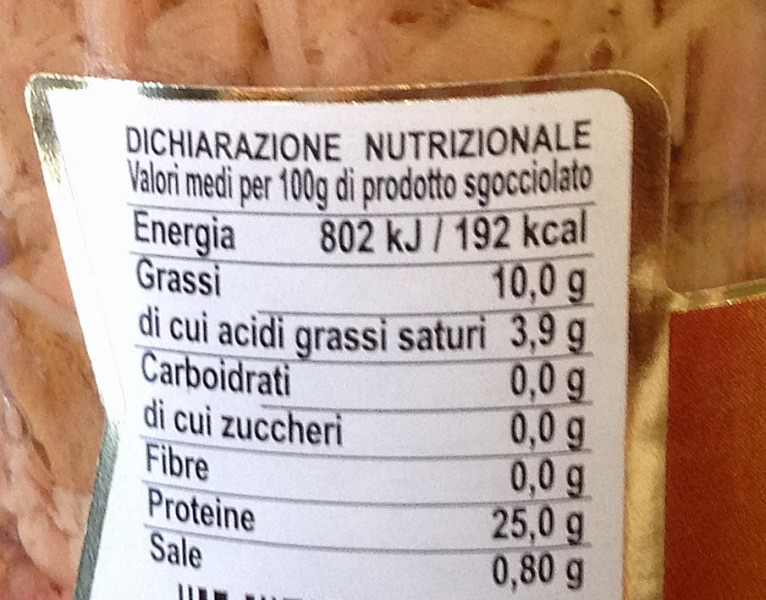 DICHIARAZIONE NUTRIZIONALE
Valori medi per 100g di prodotto sgocciolato
Energia 802 kJ / 192 kcal
Grassi 10,0 g
di cui acidi grassi saturi 3,9 g
Carboidrati 0,0 g
di cui zuccheri 0,0 g
Fibre 0,0 g
Proteine 25,0 g
Sale 0,80 g